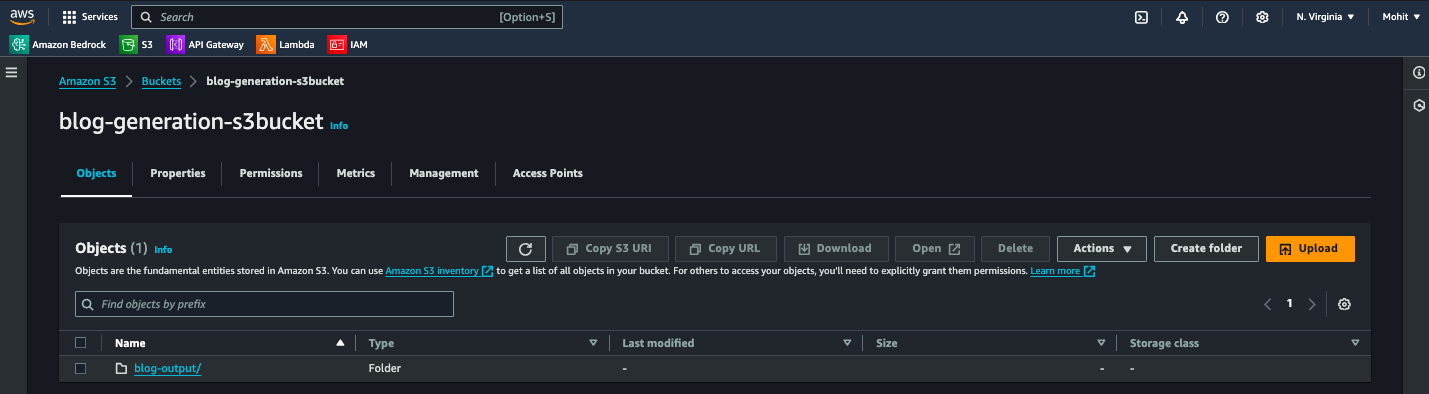 aws Services Search [Option+S] N. Virginia Mohit
Amazon Bedrock S3 API Gateway Lambda IAM
Amazon S3 Buckets blog-generation-s3bucket
blog-generation-s3bucket Info
Objects Properties Permissions Metrics Management Access Points
Objects (1) Info Copy S3 URI Copy URL Download Open Delete Actions Create folder Upload
Objects are the fundamental entities stored in Amazon S3. You can use Amazon S3 inventory to get a list of all objects in your bucket. For others to access your objects, you'll need to explicitly grant them permissions. Learn more
Find objects by prefix 1
Name Type Last modified Size Storage class
blog-output/ Folder - - -